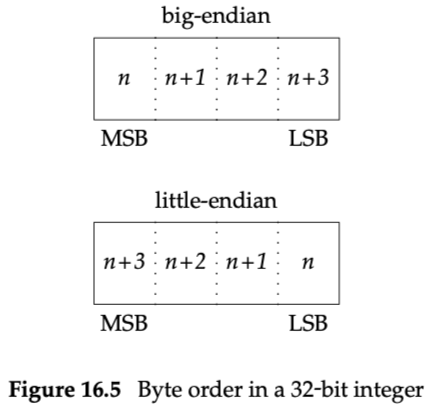 big-endian
n n+1 n+2 n+3
MSB LSB
little-endian
n+3 n+2 n+1 n
MSB LSB
Figure 16.5 Byte order in a 32-bit integer